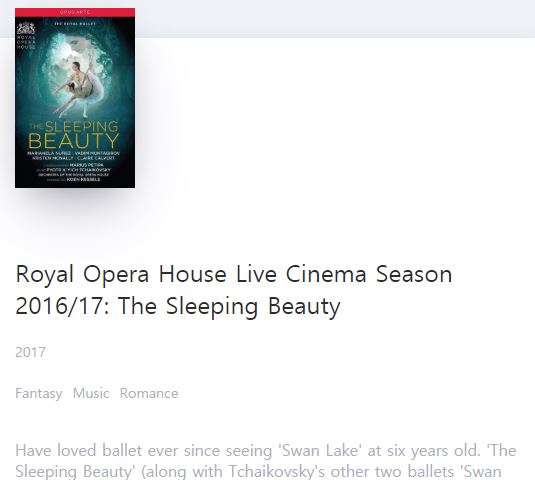 OPUS ARTE
THE ROYAL BALLET
ROYAL
OPERA
HOUSE
THE SLEEPING
BEAUTY
MARIANELA NUÑEZ · VADIM MUNTAGIROV
KRISTEN MCNALLY · CLAIRE CALVERT
MARIUS PETIPA
PYOTR IL'YICH TCHAIKOVSKY
ORCHESTRA OF THE ROYAL OPERA HOUSE
KOEN KESSELS
Royal Opera House Live Cinema Season
2016/17: The Sleeping Beauty
2017
Fantasy Music Romance
Have loved ballet ever since seeing 'Swan Lake' at six years old. 'The
Sleeping Beauty' (along with Tchaikovsky's other two ballets 'Swan